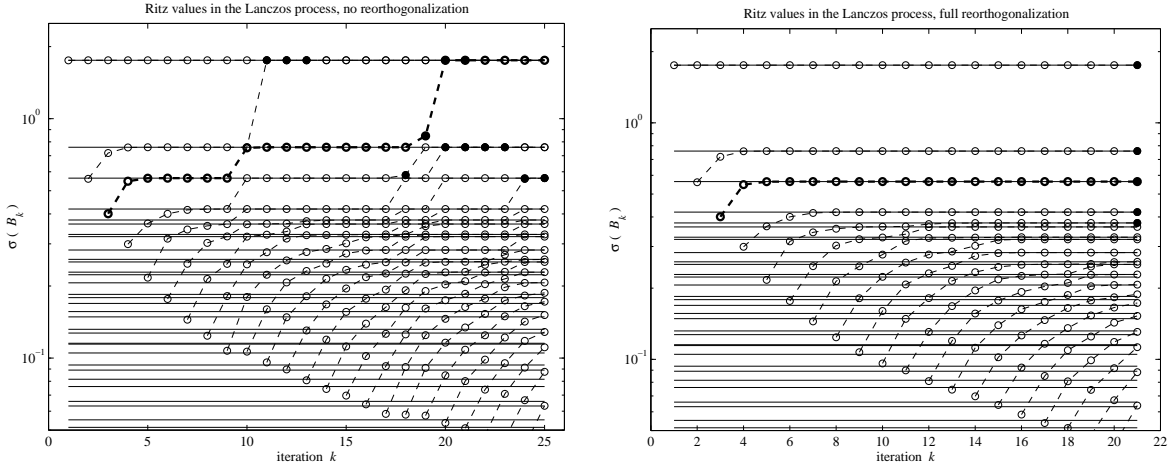 Ritz values in the Lanczos process, no reorthogonalization
σ ( B_k )
10^0
10^-1
0 5 10 15 20 25
iteration k
Ritz values in the Lanczos process, full reorthogonalization
σ ( B_k )
10^0
10^-1
0 2 4 6 8 10 12 14 16 18 20 22
iteration k